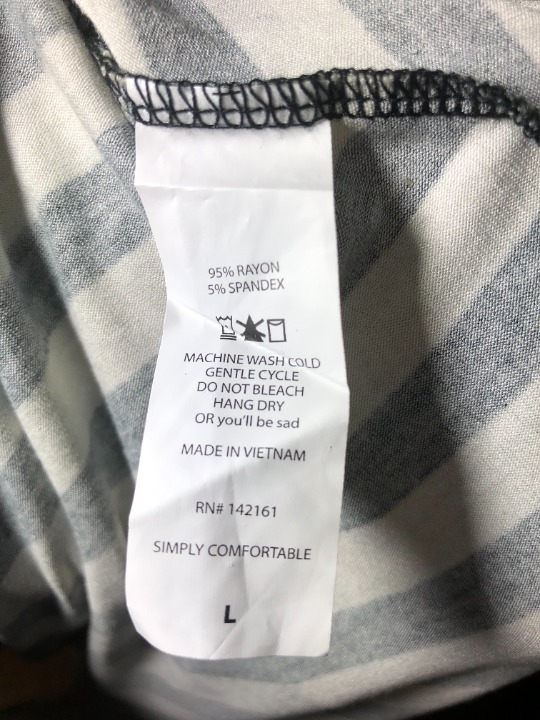 95% RAYON
5% SPANDEX
MACHINE WASH COLD
GENTLE CYCLE
DO NOT BLEACH
HANG DRY
OR you'll be sad
MADE IN VIETNAM
RN# 142161
SIMPLY COMFORTABLE
L